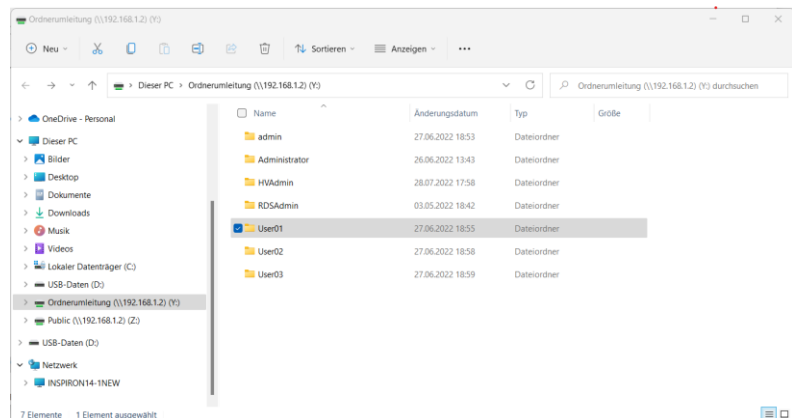 Ordnerumleitung (\\192.168.1.2) (Y:)
Neu
Sortieren
Anzeigen
Dieser PC > Ordnerumleitung (\\192.168.1.2) (Y:)
Ordnerumleitung (\\192.168.1.2) (Y:) durchsuchen
OneDrive - Personal
Dieser PC
Bilder
Desktop
Dokumente
Downloads
Musik
Videos
Lokaler Datenträger (C:)
USB-Daten (D:)
Ordnerumleitung (\\192.168.1.2) (Y:)
Public (\\192.168.1.2) (Z:)
USB-Daten (D:)
Netzwerk
INSPIRON14-1NEW
Name Änderungsdatum Typ Größe
admin 27.06.2022 18:53 Dateiordner
Administrator 26.06.2022 13:43 Dateiordner
HVAdmin 28.07.2022 17:58 Dateiordner
RDSAdmin 03.05.2022 18:42 Dateiordner
User01 27.06.2022 18:55 Dateiordner
User02 27.06.2022 18:58 Dateiordner
User03 27.06.2022 18:59 Dateiordner
7 Elemente 1 Element ausgewählt